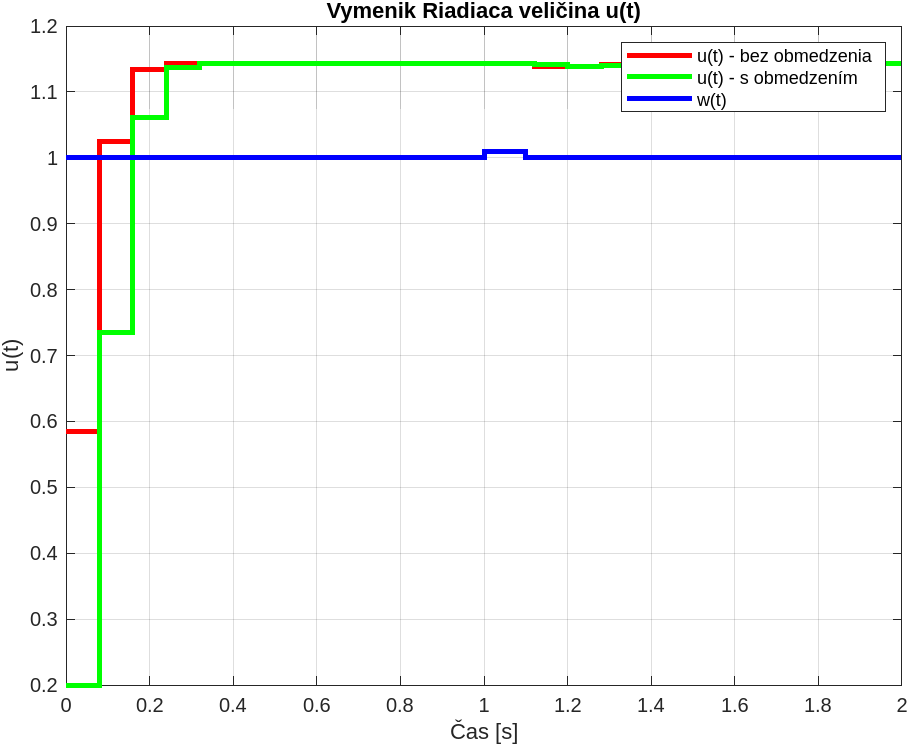 Vymenik Riadiaca veličina u(t)
1.2
1.1
1
0.9
0.8
0.7
0.6
0.5
0.4
0.3
0.2
u(t)
u(t) - bez obmedzenia
u(t) - s obmedzením
w(t)
0 0.2 0.4 0.6 0.8 1 1.2 1.4 1.6 1.8 2
Čas [s]